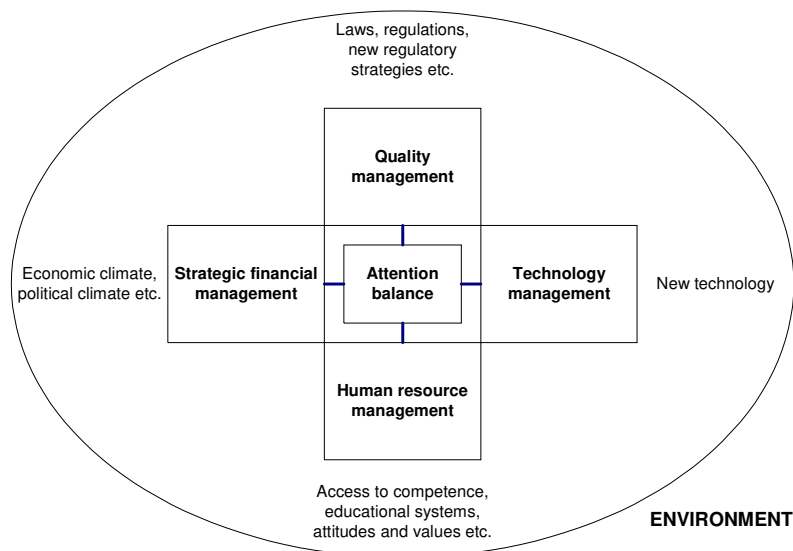 Laws, regulations,
new regulatory
strategies etc.
Quality
management
Economic climate,
political climate etc.
Strategic financial
management
Attention
balance
Technology
management
New technology
Human resource
management
Access to competence,
educational systems,
attitudes and values etc.
ENVIRONMENT